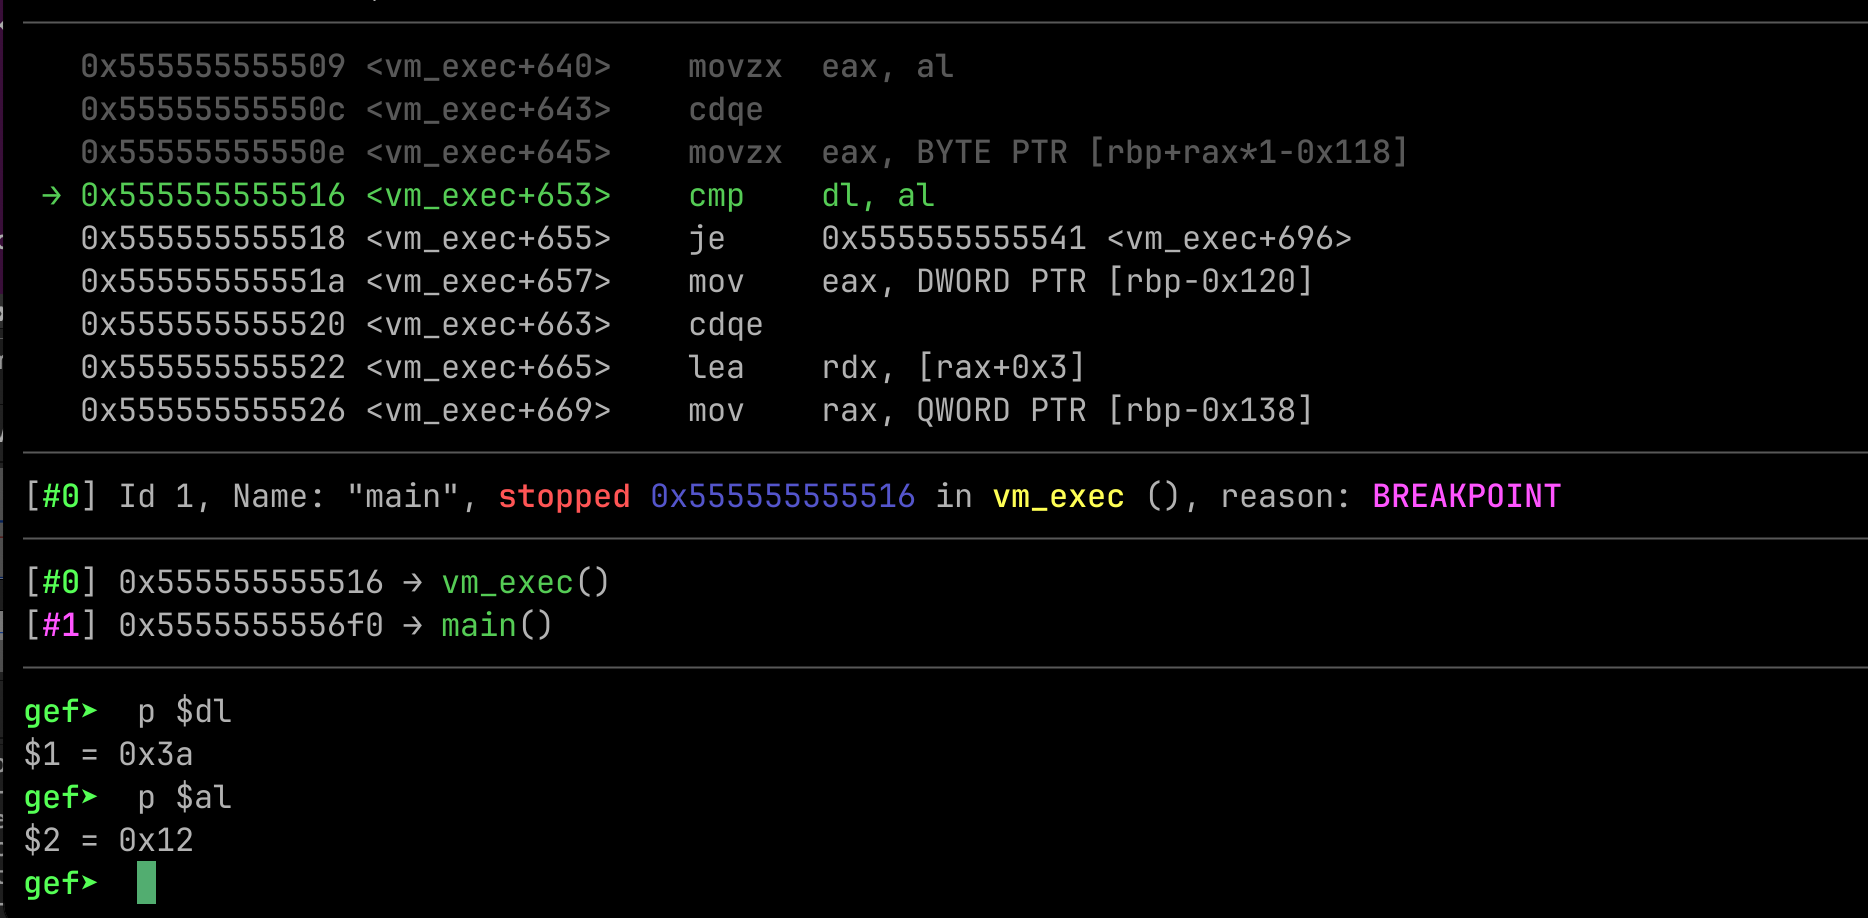 0x555555555509 <vm_exec+640> movzx eax, al
0x55555555550c <vm_exec+643> cdqe
0x55555555550e <vm_exec+645> movzx eax, BYTE PTR [rbp+rax*1-0x118]
→ 0x555555555516 <vm_exec+653> cmp dl, al
0x555555555518 <vm_exec+655> je 0x555555555541 <vm_exec+696>
0x55555555551a <vm_exec+657> mov eax, DWORD PTR [rbp-0x120]
0x555555555520 <vm_exec+663> cdqe
0x555555555522 <vm_exec+665> lea rdx, [rax+0x3]
0x555555555526 <vm_exec+669> mov rax, QWORD PTR [rbp-0x138]
[#0] Id 1, Name: "main", stopped 0x555555555516 in vm_exec (), reason: BREAKPOINT
[#0] 0x555555555516 → vm_exec()
[#1] 0x5555555556f0 → main()
gef➤ p $dl
$1 = 0x3a
gef➤ p $al
$2 = 0x12
gef➤